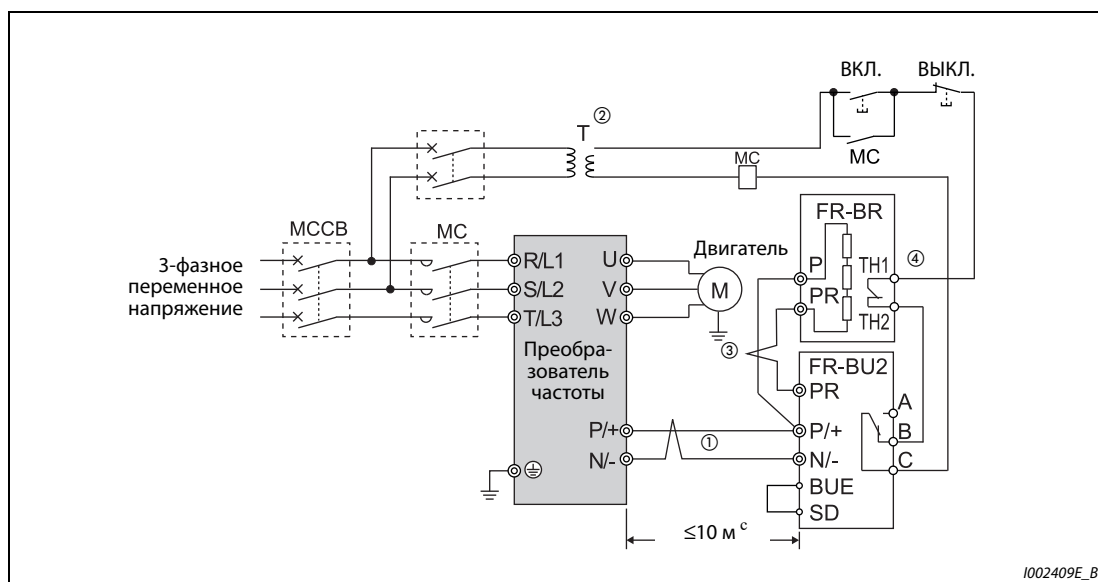 ВКЛ.
ВЫКЛ.
T ②
MC
MC
FR-BR
MCCB
MC
3-фазное
переменное
напряжение
R/L1
S/L2
T/L3
U
V
W
Двигатель
M
P
PR
TH1
TH2
④
③
Преобра-
зователь
частоты
FR-BU2
PR
A
P/+
N/-
①
P/+
N/-
B
C
BUE
SD
≤10 м c
I002409E_B